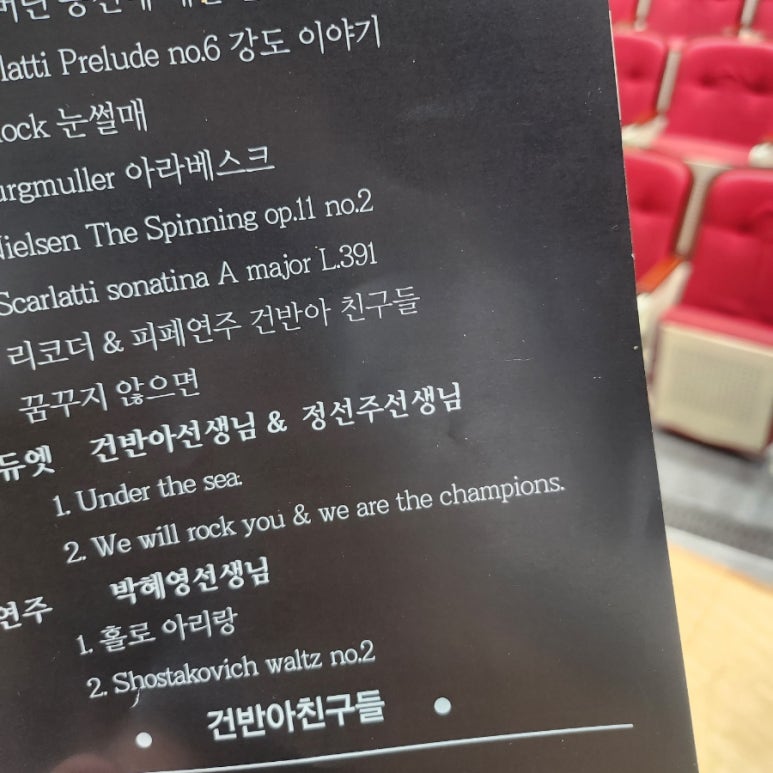 latti Prelude no.6 강도 이야기
ock 눈썰매
urgmuller 아라베스크
Nielsen The Spinning op.11 no.2
Scarlatti sonatina A major L.391
리코더 & 피페연주 건반아 친구들
꿈꾸지 않으면
듀엣 건반아선생님 & 정선주선생님
1. Under the sea.
2. We will rock you & we are the champions.
연주 박혜영선생님
1. 홀로 아리랑
2. Shostakovich waltz no.2
• 건반아친구들 •